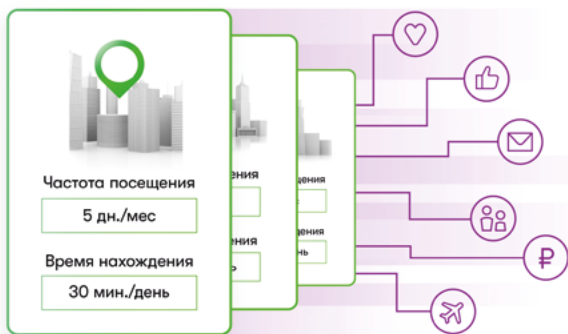 Частота посещения
5 дн./мес
Время нахождения
30 мин./день
₽